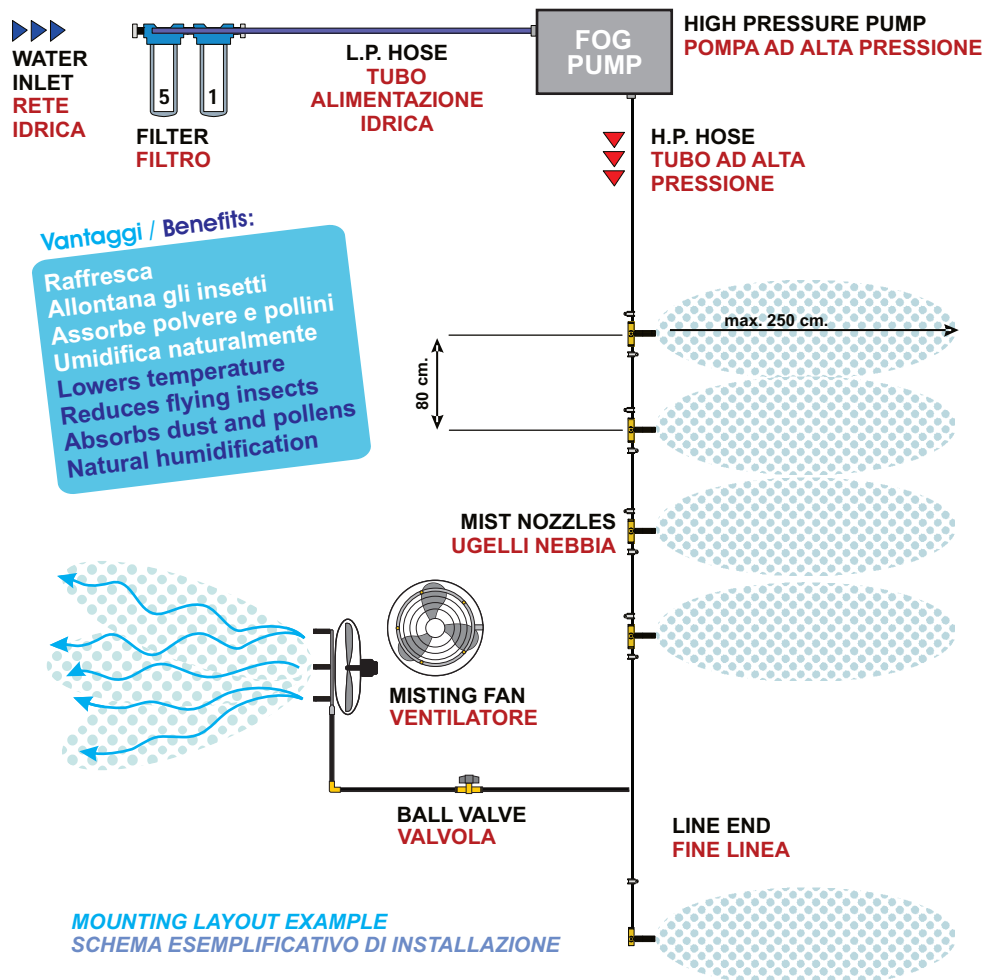 WATER
INLET
RETE
IDRICA
5
1
FILTER
FILTRO
L.P. HOSE
TUBO
ALIMENTAZIONE
IDRICA
FOG
PUMP
HIGH PRESSURE PUMP
POMPA AD ALTA PRESSIONE
H.P. HOSE
TUBO AD ALTA
PRESSIONE
Vantaggi / Benefits:
Raffresca
Allontana gli insetti
Assorbe polvere e pollini
Umidifica naturalmente
Lowers temperature
Reduces flying insects
Absorbs dust and pollens
Natural humidification
max. 250 cm.
80 cm.
MIST NOZZLES
UGELLI NEBBIA
MISTING FAN
VENTILATORE
BALL VALVE
VALVOLA
LINE END
FINE LINEA
MOUNTING LAYOUT EXAMPLE
SCHEMA ESEMPLIFICATIVO DI INSTALLAZIONE